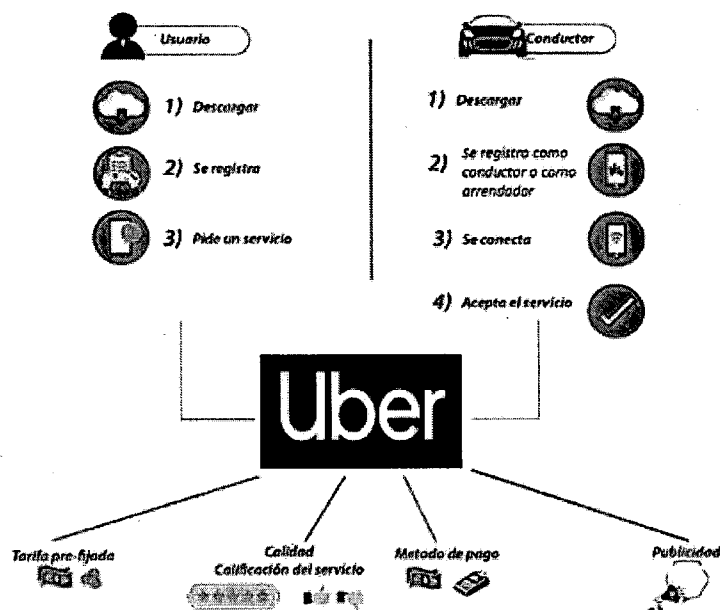 Usuario
1) Descargar
2) Se registra
3) Pide un servicio
Conductor
1) Descargar
2) Se registra como
conductor o como
arrendador
3) Se conecta
4) Acepta el servicio
Uber
Tarifa pre-fijada
Calidad
Calificación del servicio
Metodo de pago
Publicidad